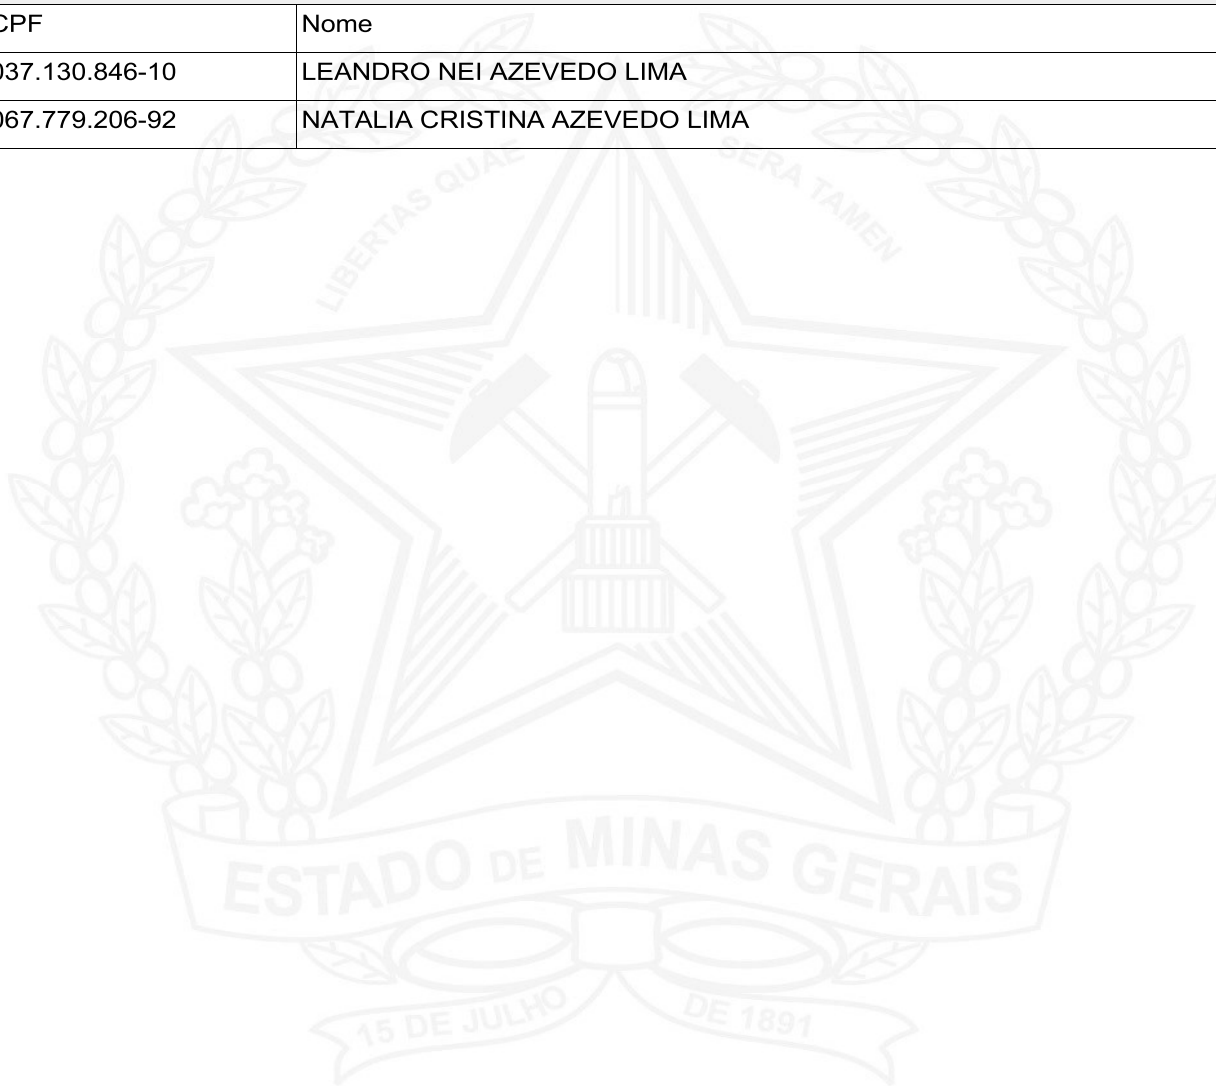 CPF Nome
037.130.846-10 LEANDRO NEI AZEVEDO LIMA
067.779.206-92 NATALIA CRISTINA AZEVEDO LIMA
LIBERTAS QUAE SERA TAMEN
ESTADO DE MINAS GERAIS
15 DE JULHO DE 1891